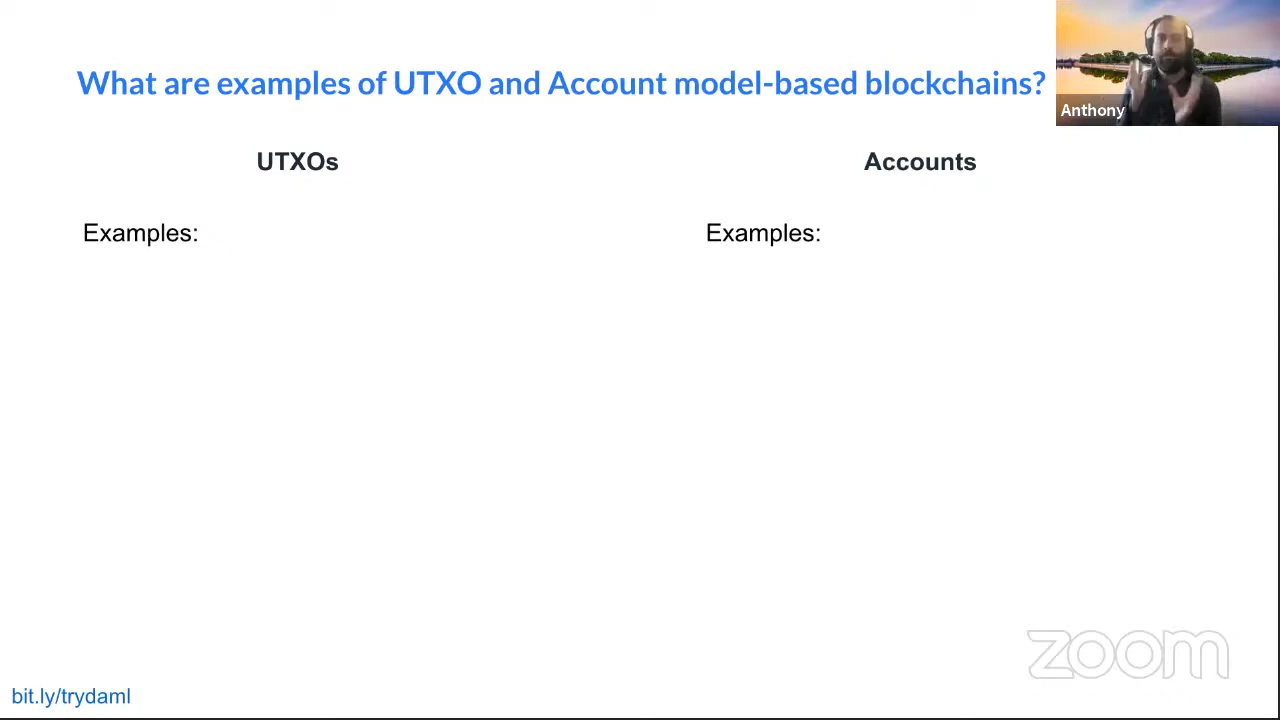 What are examples of UTXO and Account model-based blockchains?
Anthony
UTXOs
Accounts
Examples:
Examples:
zoom
bit.ly/trydaml